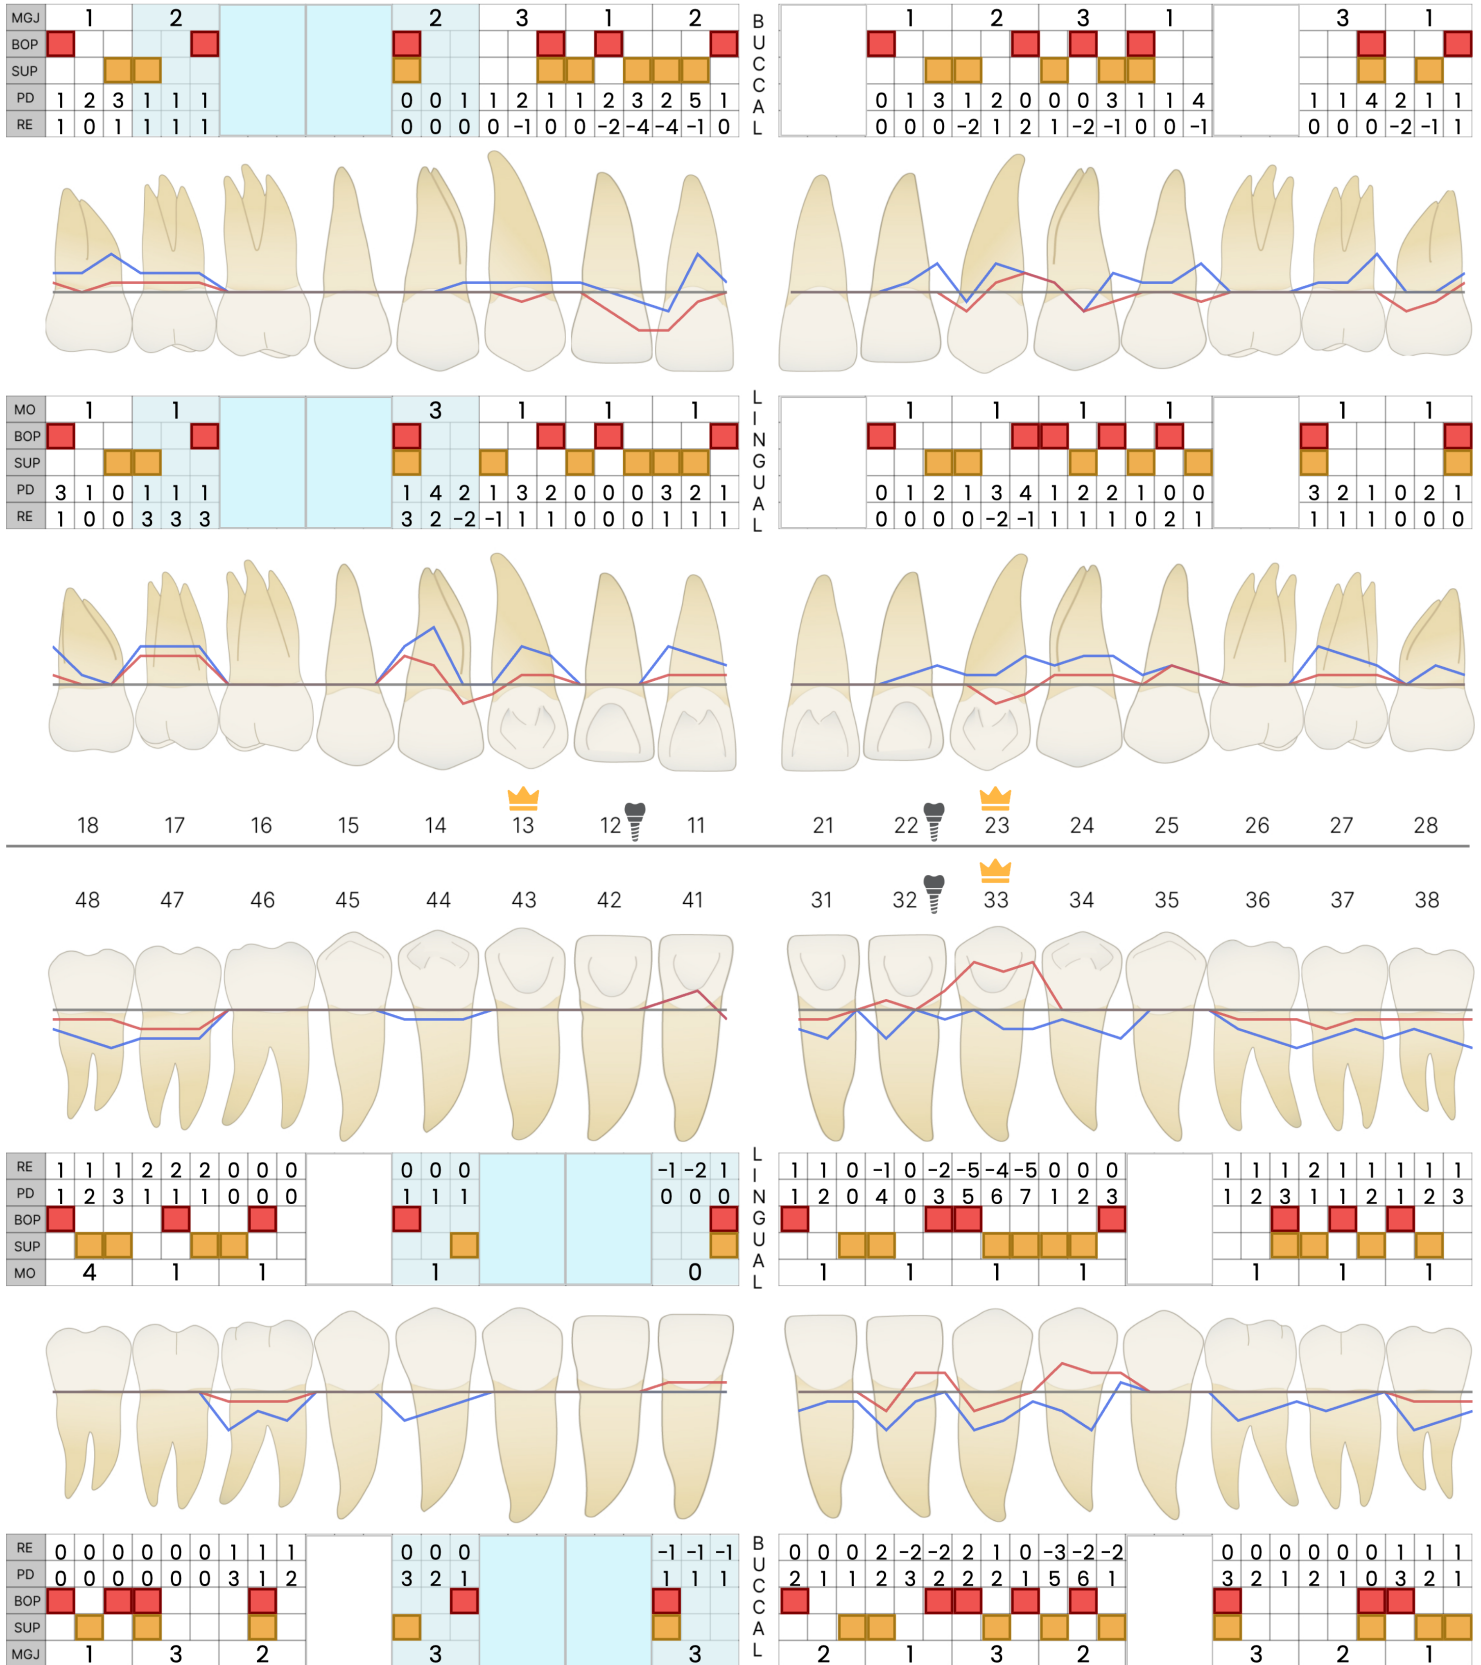 MGJ 1 2 2 3 1 2 B 1 2 3 1 3 1
BOP U
SUP C
PD 1 2 3 1 1 1 0 0 1 1 2 1 1 2 3 2 5 1 A 0 1 3 1 2 0 0 0 3 1 1 4 1 1 4 2 1 1
RE 1 0 1 1 1 1 0 0 0 0 -1 0 0 -2 -4 -4 -1 0 L 0 0 0 -2 1 2 1 -2 -1 0 0 -1 0 0 0 -2 -1 1
MO 1 1 3 1 1 1 L 1 1 1 1 1 1
BOP I N
SUP G
PD 3 1 0 1 1 1 1 4 2 1 3 2 0 0 0 3 2 1 U A 0 1 2 1 3 4 1 2 2 1 0 0 3 2 1 0 2 1
RE 1 0 0 3 3 3 3 2 -2 -1 1 1 0 0 0 1 1 1 L 0 0 0 0 -2 -1 1 1 1 0 2 1 1 1 1 0 0 0
18 17 16 15 14 13 12 11 21 22 23 24 25 26 27 28
48 47 46 45 44 43 42 41 31 32 33 34 35 36 37 38
RE 1 1 1 2 2 2 0 0 0 0 0 0 -1 -2 1 L I 1 1 0 -1 0 -2 -5 -4 -5 0 0 0 1 1 1 2 1 1 1 1 1
PD 1 2 3 1 1 1 0 0 0 1 1 1 0 0 0 N 1 2 0 4 0 3 5 6 7 1 2 3 1 2 3 1 1 2 1 2 3
BOP G
SUP U A
MO 4 1 1 1 0 L 1 1 1 1 1 1 1
RE 0 0 0 0 0 0 1 1 1 0 0 0 -1 -1 -1 B 0 0 0 2 -2 -2 2 1 0 -3 -2 -2 0 0 0 0 0 0 1 1 1
PD 0 0 0 0 0 0 3 1 2 3 2 1 1 1 1 U 2 1 1 2 3 2 2 2 1 5 6 1 3 2 1 2 1 0 3 2 1
BOP C
SUP C A
MGJ 1 3 2 3 3 L 2 1 3 2 3 2 1